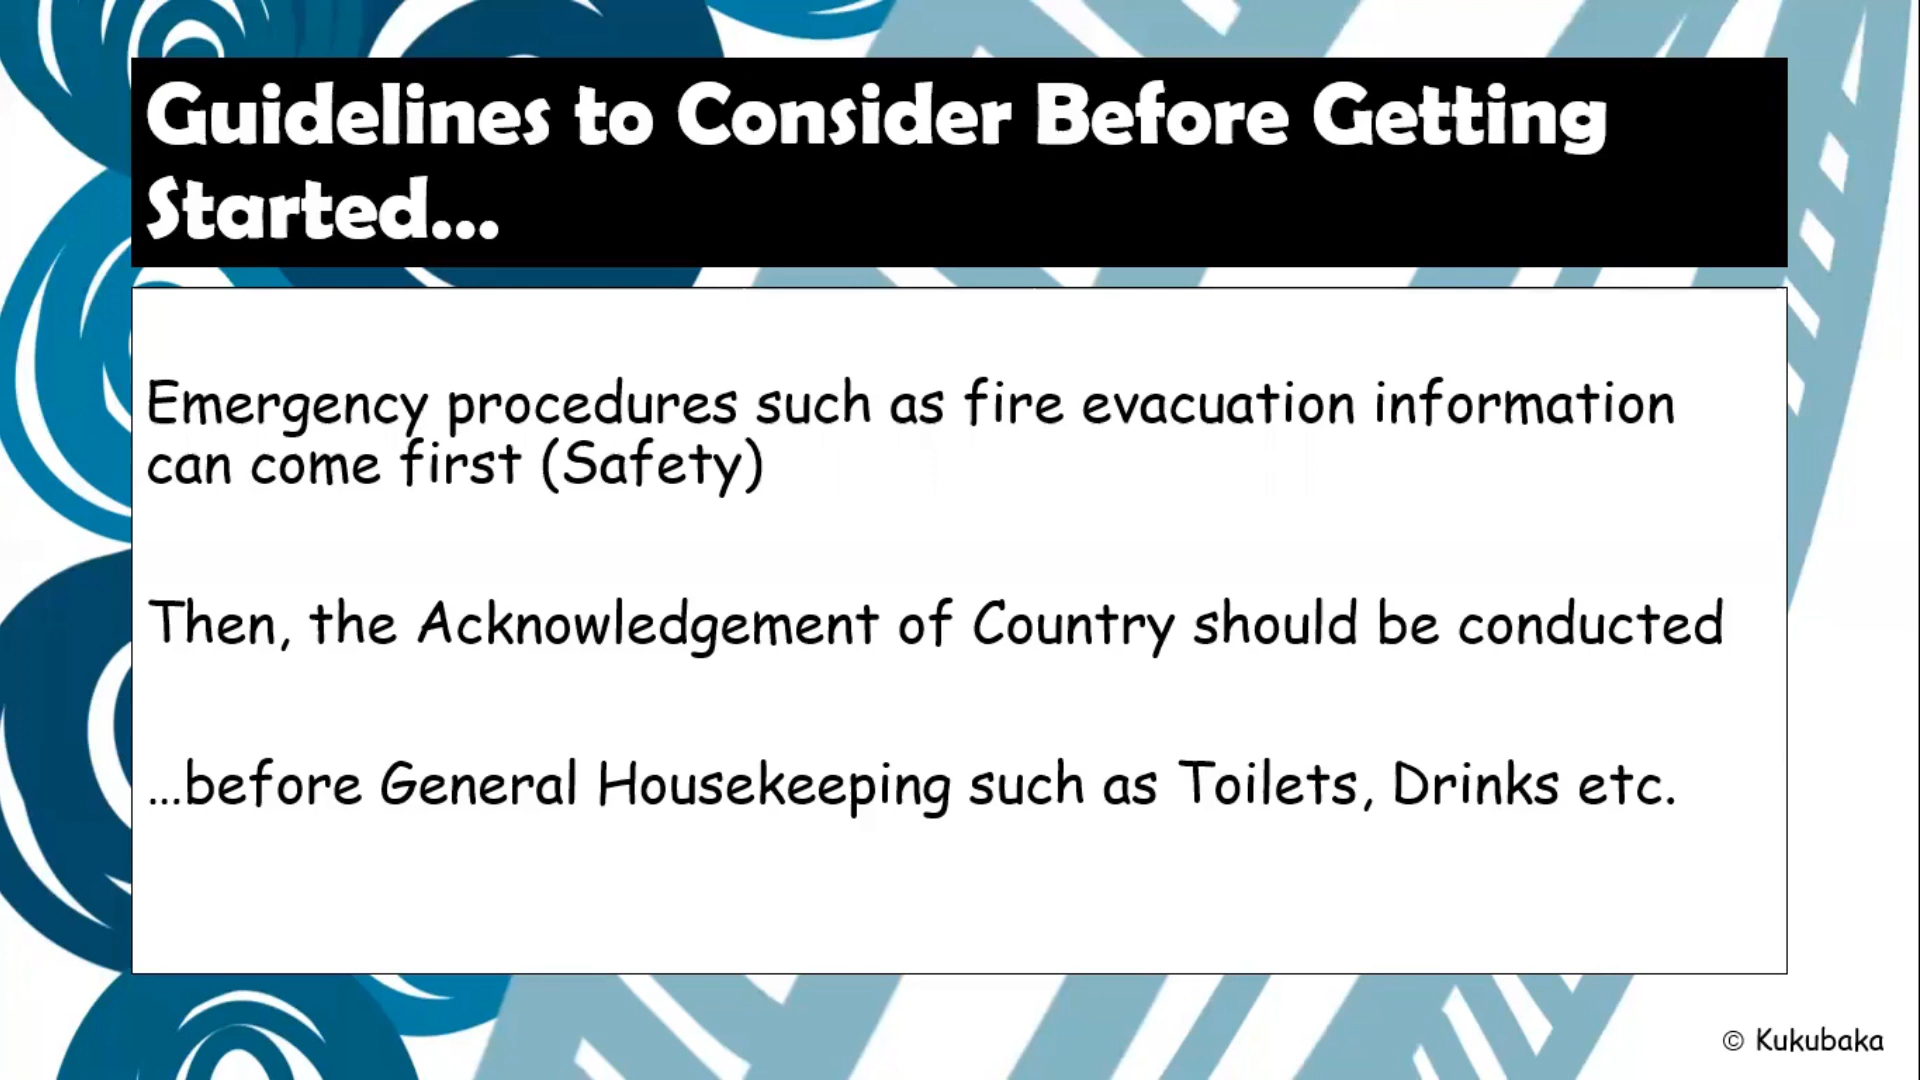 Guidelines to Consider Before Getting
Started...
Emergency procedures such as fire evacuation information
can come first (Safety)
Then, the Acknowledgement of Country should be conducted
...before General Housekeeping such as Toilets, Drinks etc.
© Kukubaka